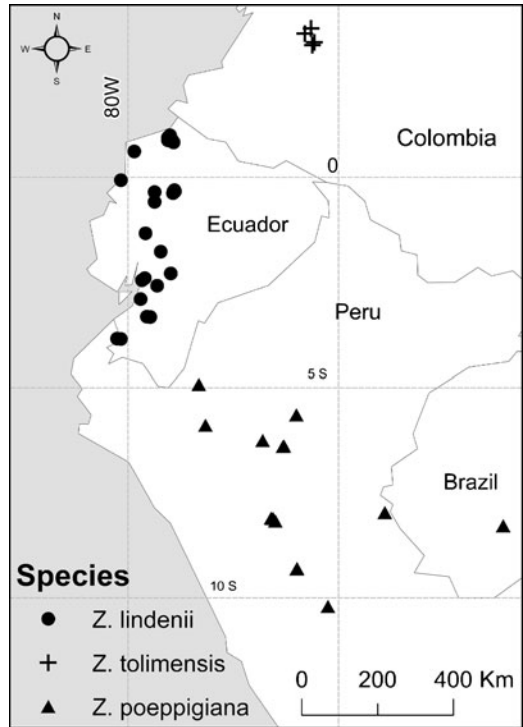 N
W E
S
80W
Colombia
0
Ecuador
Peru
5 S
Brazil
10 S
Species
Z. lindenii
Z. tolimensis
Z. poeppigiana
0 200 400 Km